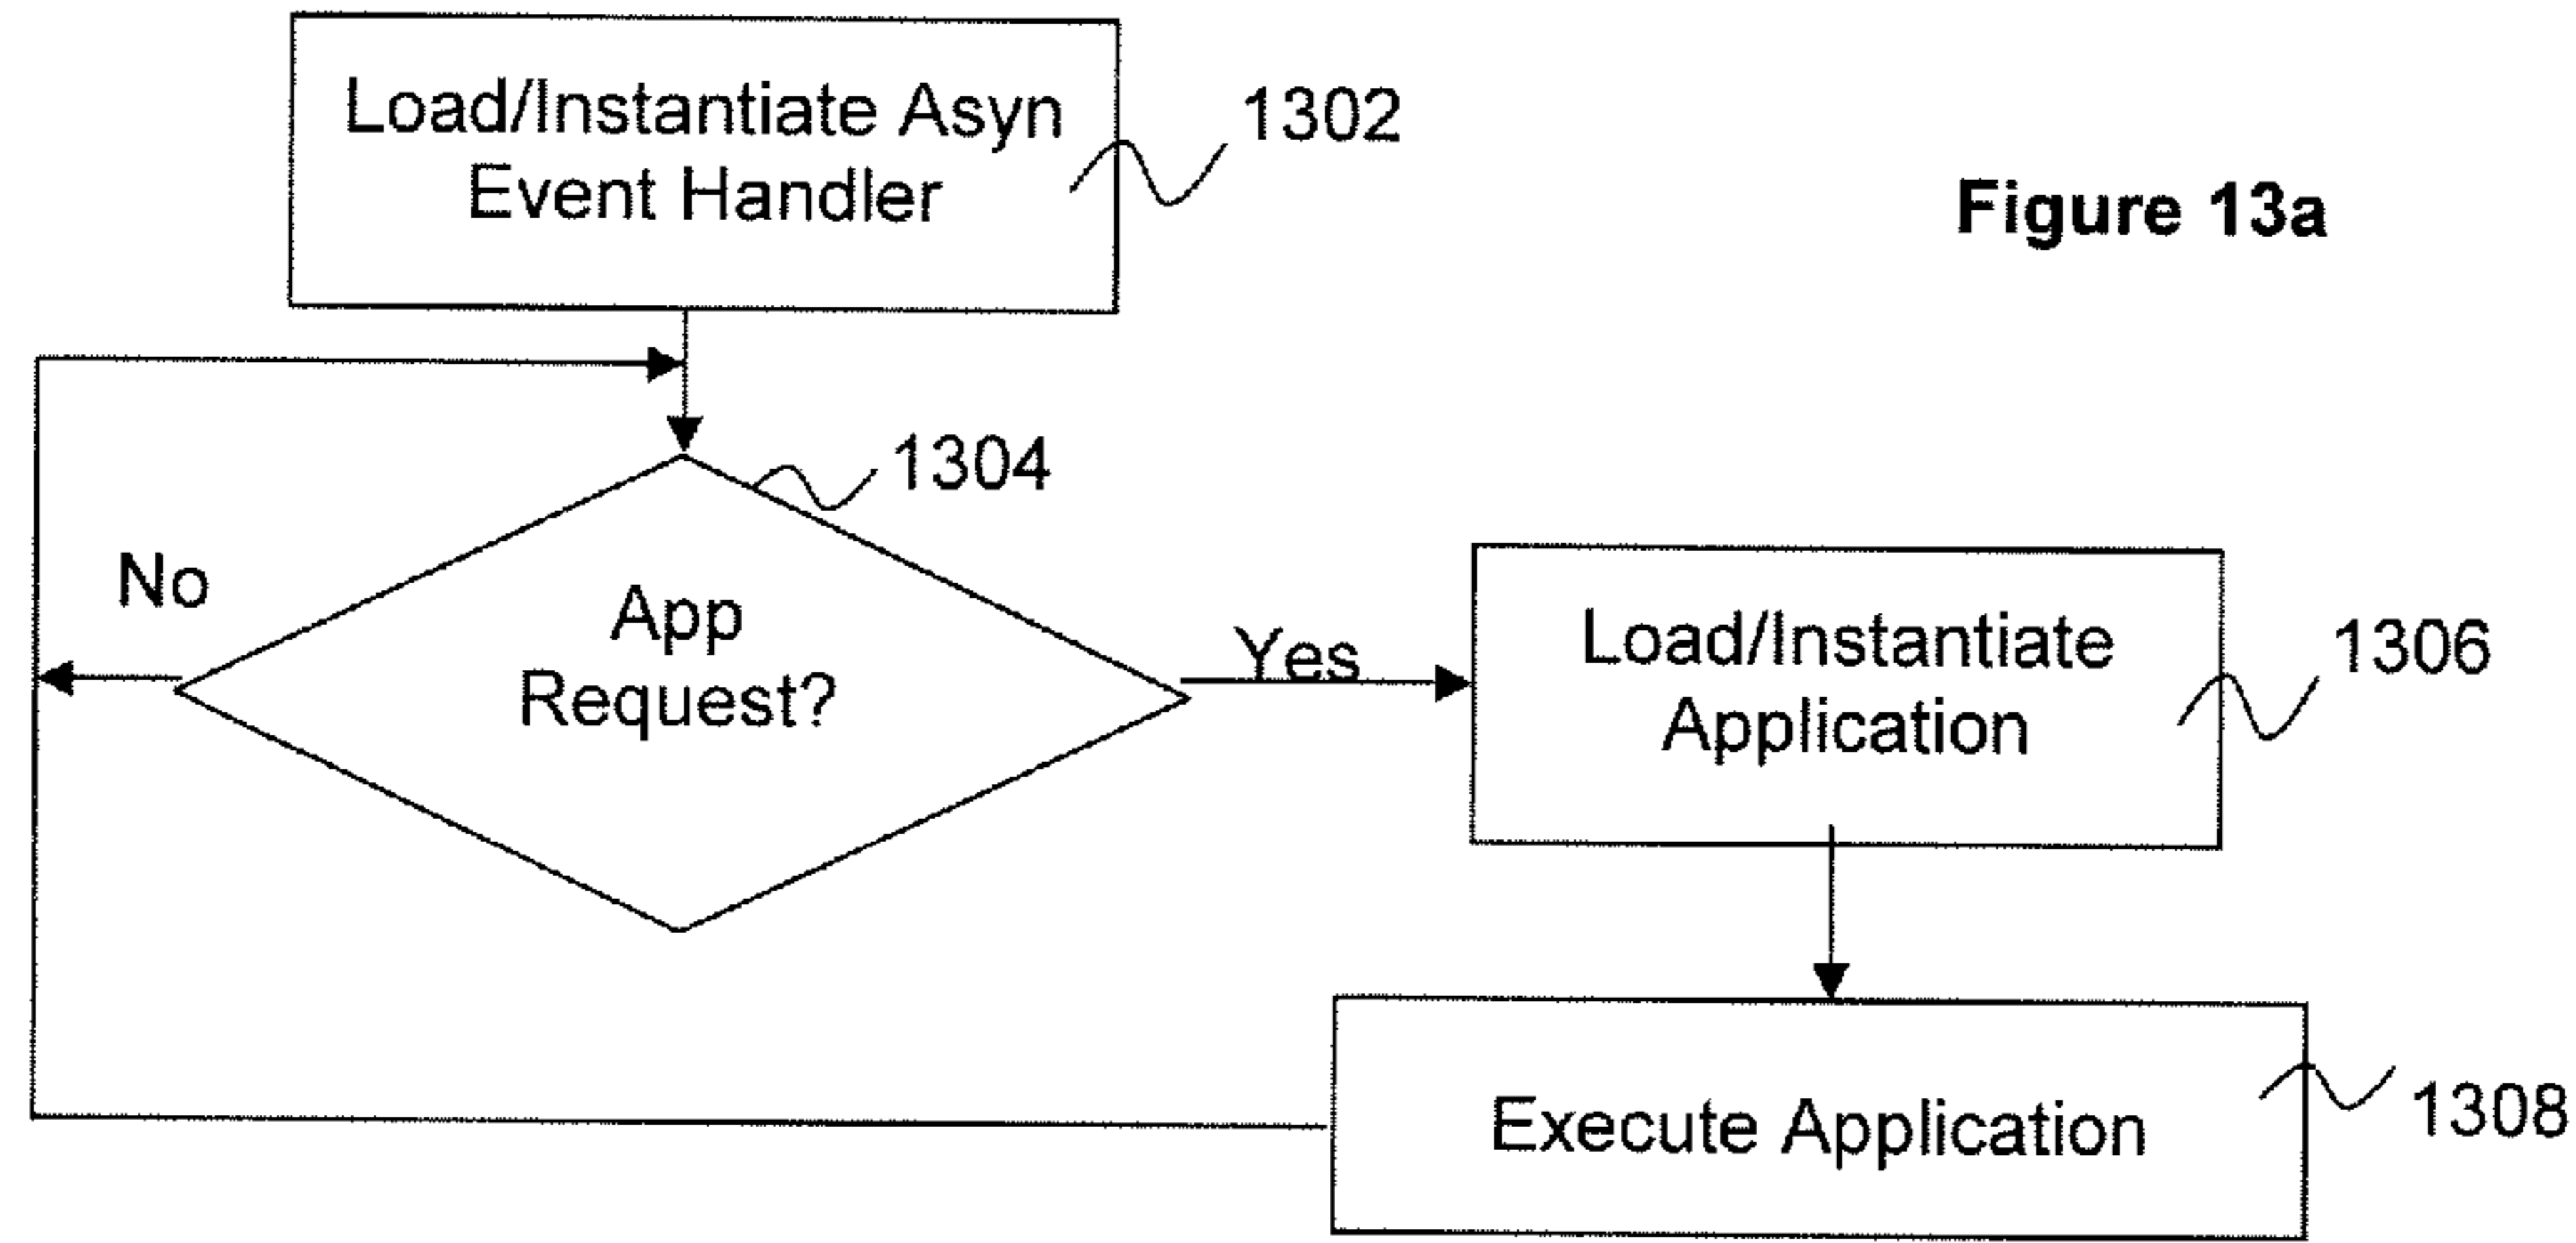 Load/Instantiate Asyn
Event Handler
1302
Figure 13a
1304
No
App
Request?
Yes
Load/Instantiate
Application
1306
Execute Application
1308